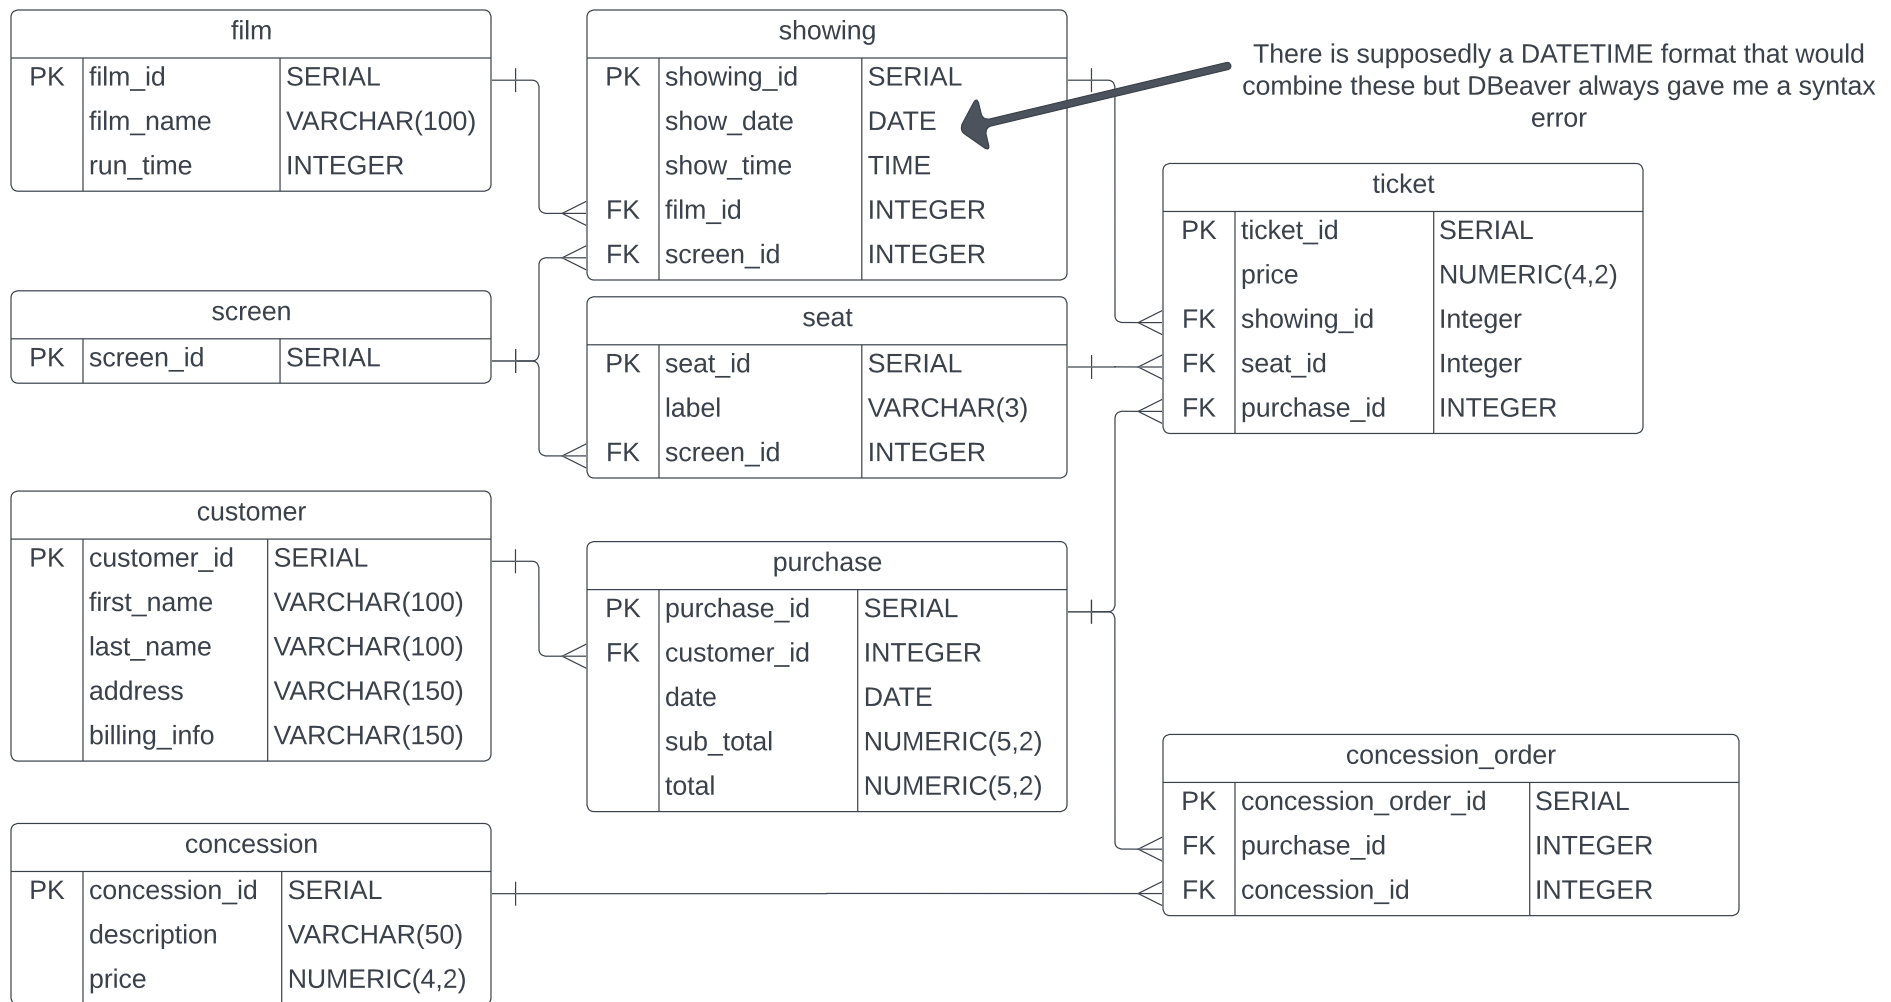 film
PK film_id SERIAL
film_name VARCHAR(100)
run_time INTEGER
showing
PK showing_id SERIAL
show_date DATE
show_time TIME
FK film_id INTEGER
FK screen_id INTEGER
There is supposedly a DATETIME format that would
combine these but DBeaver always gave me a syntax
error
screen
PK screen_id SERIAL
seat
PK seat_id SERIAL
label VARCHAR(3)
FK screen_id INTEGER
ticket
PK ticket_id SERIAL
price NUMERIC(4,2)
FK showing_id Integer
FK seat_id Integer
FK purchase_id INTEGER
customer
PK customer_id SERIAL
first_name VARCHAR(100)
last_name VARCHAR(100)
address VARCHAR(150)
billing_info VARCHAR(150)
purchase
PK purchase_id SERIAL
FK customer_id INTEGER
date DATE
sub_total NUMERIC(5,2)
total NUMERIC(5,2)
concession_order
PK concession_order_id SERIAL
FK purchase_id INTEGER
FK concession_id INTEGER
concession
PK concession_id SERIAL
description VARCHAR(50)
price NUMERIC(4,2)